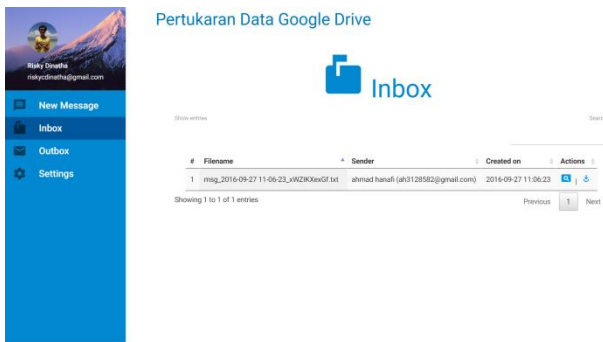 Pertukaran Data Google Drive
Risky Dinatha
riskycdinatha@gmail.com
New Message
Inbox
Outbox
Settings
Inbox
Show entries
Sear
# Filename Sender Created on Actions
1 msg_2016-09-27 11-06-23_xWZIKXexGf.txt ahmad hanafi (ah3128582@gmail.com) 2016-09-27 11:06:23 |
Showing 1 to 1 of 1 entries
Previous 1 Next